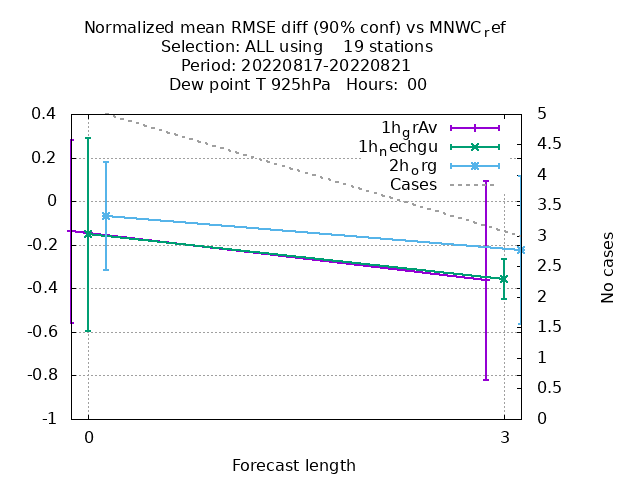 Normalized mean RMSE diff (90% conf) vs MNWC_ref
Selection: ALL using    19 stations
Period: 20220817-20220821
Dew point T 925hPa   Hours:  00
1h_grAv
1h_nechgu
2h_org
Cases
0.4
0.2
0
-0.2
-0.4
-0.6
-0.8
-1
5
4.5
4
3.5
3
2.5
2
1.5
1
0.5
0
No cases
0
3
Forecast length